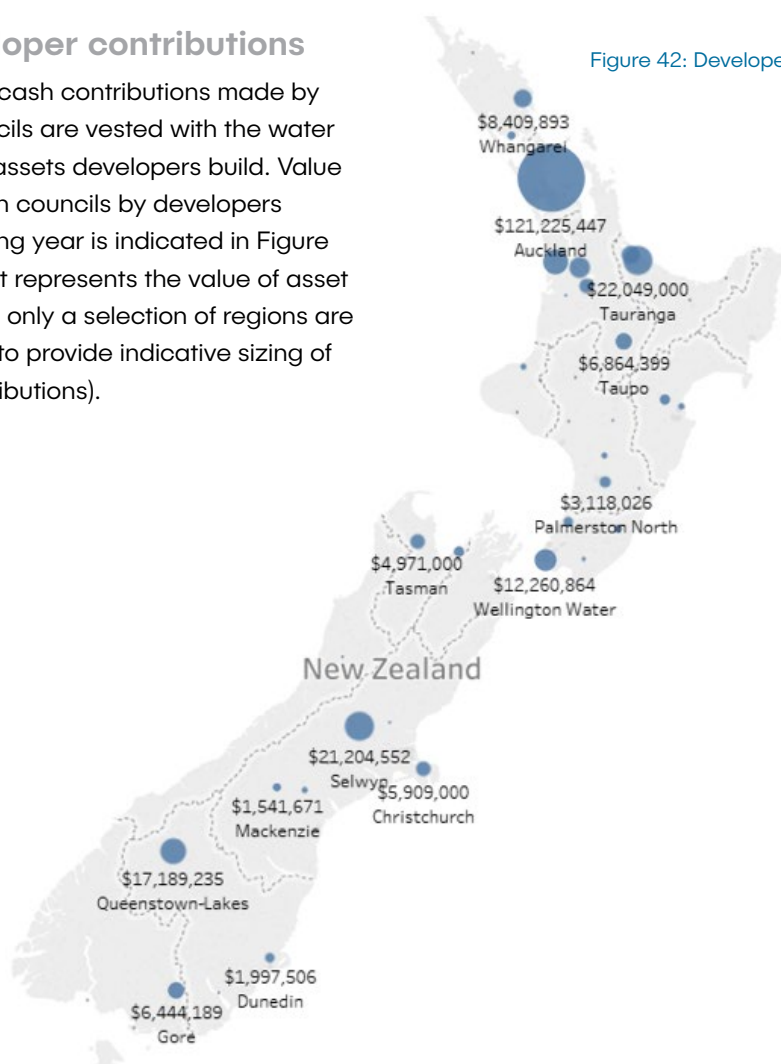 oper contributions
cash contributions made by
cils are vested with the water
assets developers build. Value
n councils by developers
ng year is indicated in Figure
t represents the value of asset
only a selection of regions are
to provide indicative sizing of
ibutions).
Figure 42: Develope
$8,409,893
Whangarei
$121,225,447
Auckland
$22,049,000
Tauranga
$6,864,399
Taupo
$3,118,026
Palmerston North
$4,971,000
Tasman
$12,260,864
Wellington Water
New Zealand
$21,204,552
Selwyn
$5,909,000
Christchurch
$1,541,671
Mackenzie
$17,189,235
Queenstown-Lakes
$1,997,506
Dunedin
$6,444,189
Gore